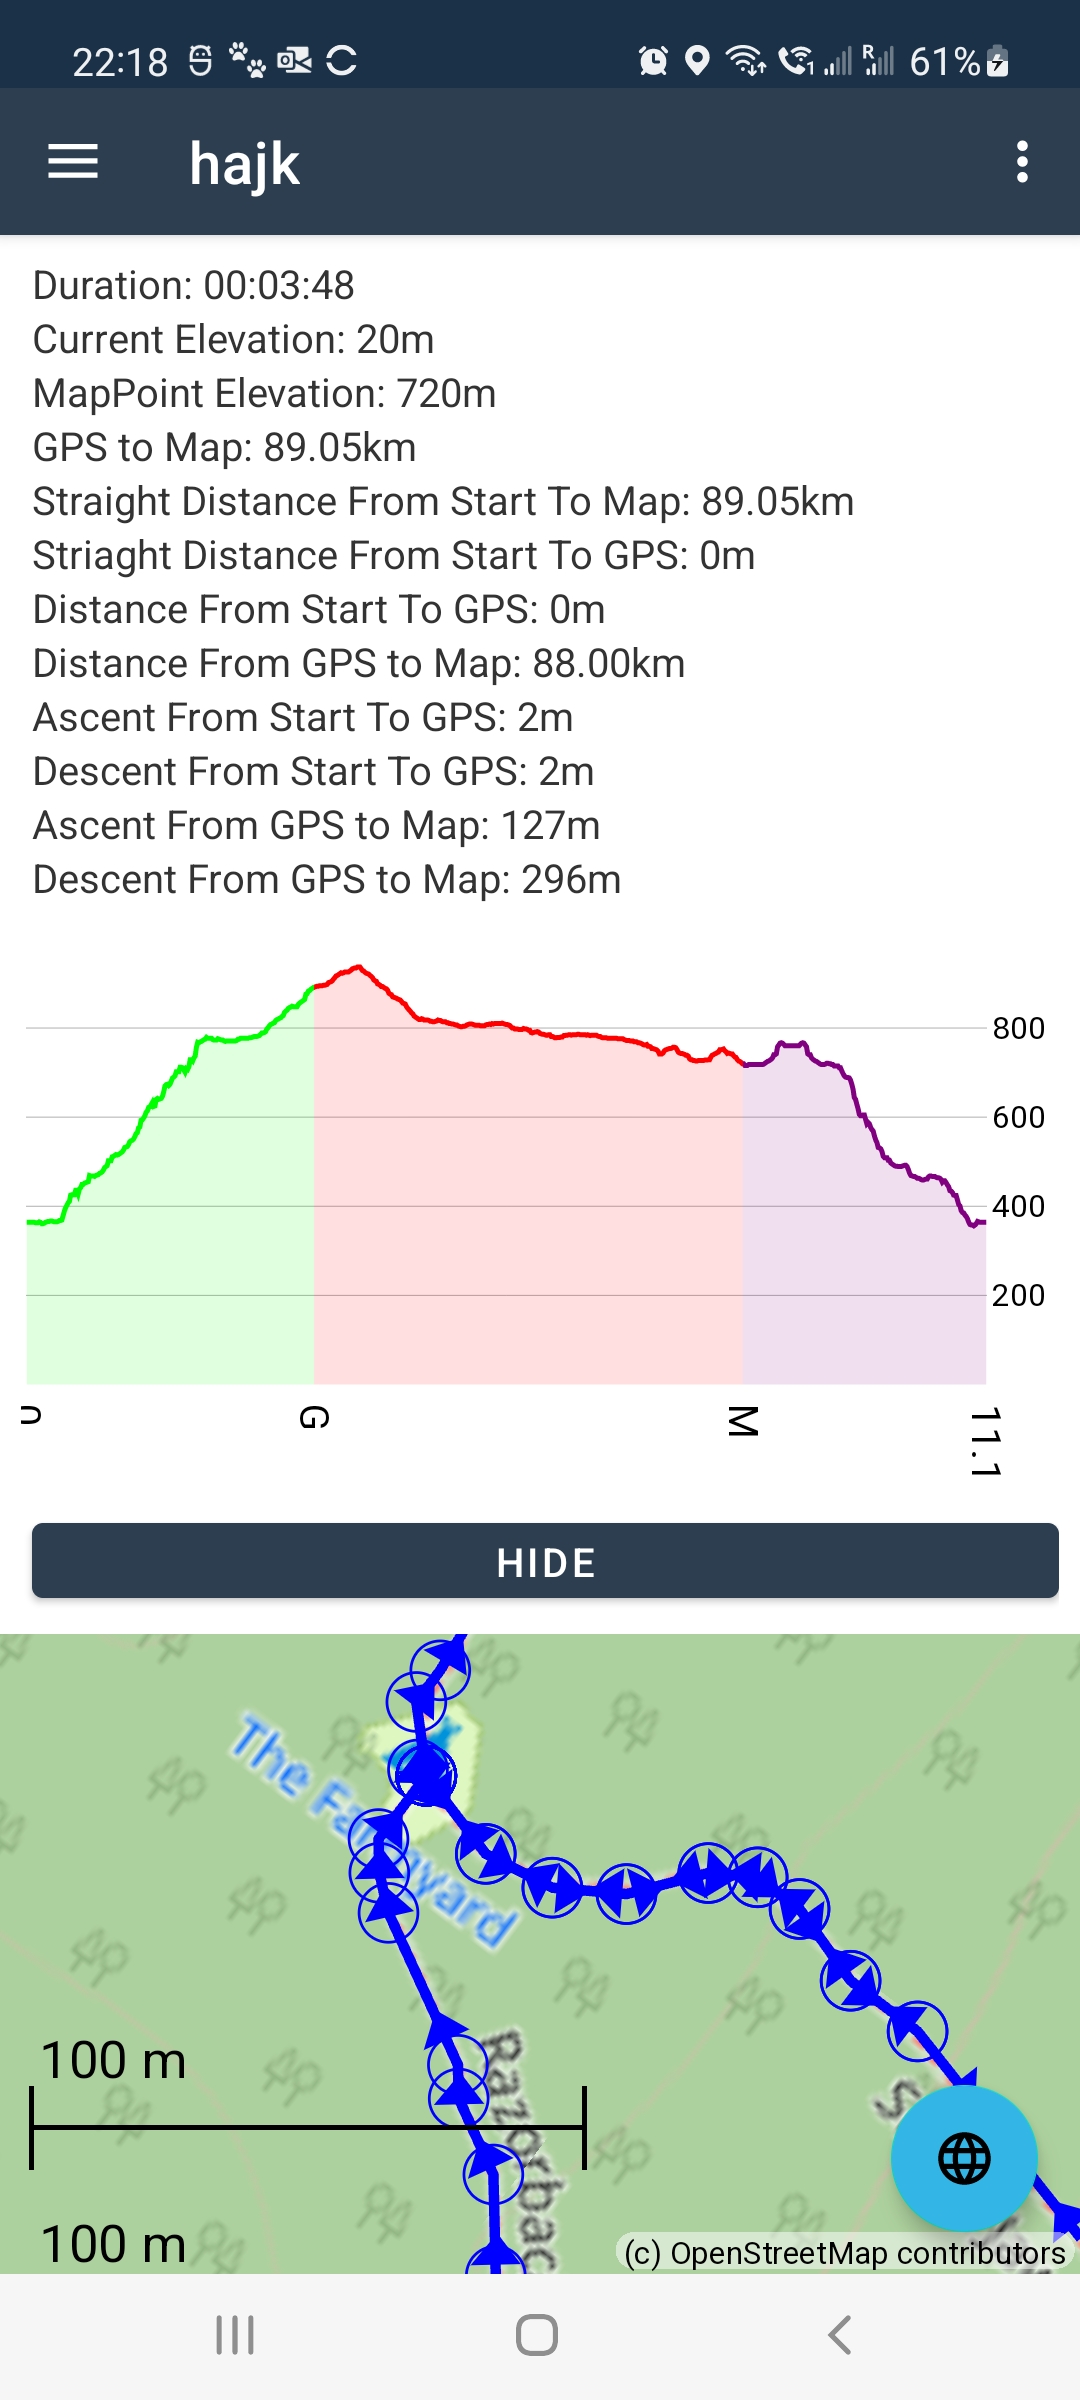 22:18
61%
hajk
Duration: 00:03:48
Current Elevation: 20m
MapPoint Elevation: 720m
GPS to Map: 89.05km
Straight Distance From Start To Map: 89.05km
Striaght Distance From Start To GPS: 0m
Distance From Start To GPS: 0m
Distance From GPS to Map: 88.00km
Ascent From Start To GPS: 2m
Descent From Start To GPS: 2m
Ascent From GPS to Map: 127m
Descent From GPS to Map: 296m
800
600
400
200
G
M
11.1
HIDE
The
100 m
100 m
(c) OpenStreetMap contributors